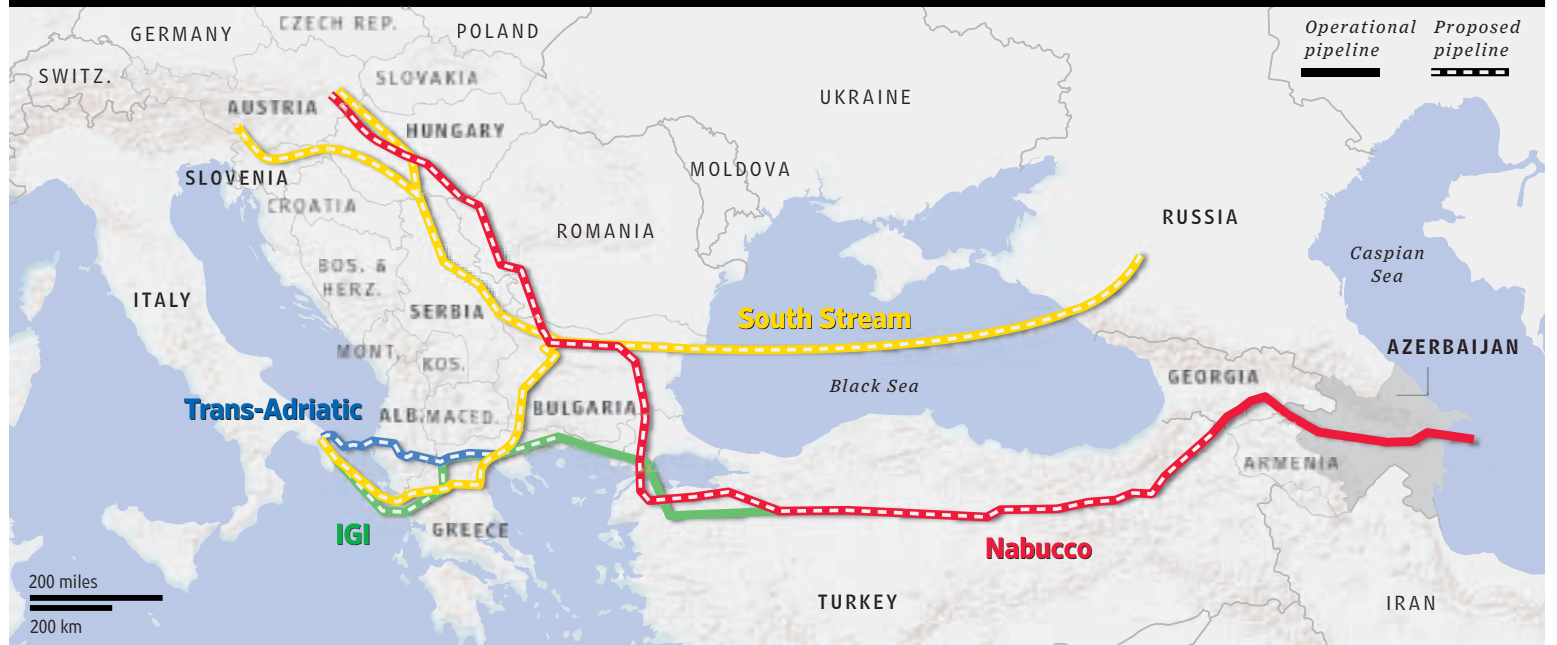 GERMANY
CZECH REP.
POLAND
Operational
pipeline
Proposed
pipeline
SWITZ.
SLOVAKIA
AUSTRIA
UKRAINE
HUNGARY
MOLDOVA
SLOVENIA
CROATIA
ROMANIA
RUSSIA
BOS. &
HERZ.
Caspian
Sea
ITALY
SERBIA
South Stream
MONT.
KOS.
AZERBAIJAN
GEORGIA
Black Sea
Trans-Adriatic
ALB.
MACED.
BULGARIA
ARMENIA
IGI
GREECE
Nabucco
200 miles
200 km
TURKEY
IRAN